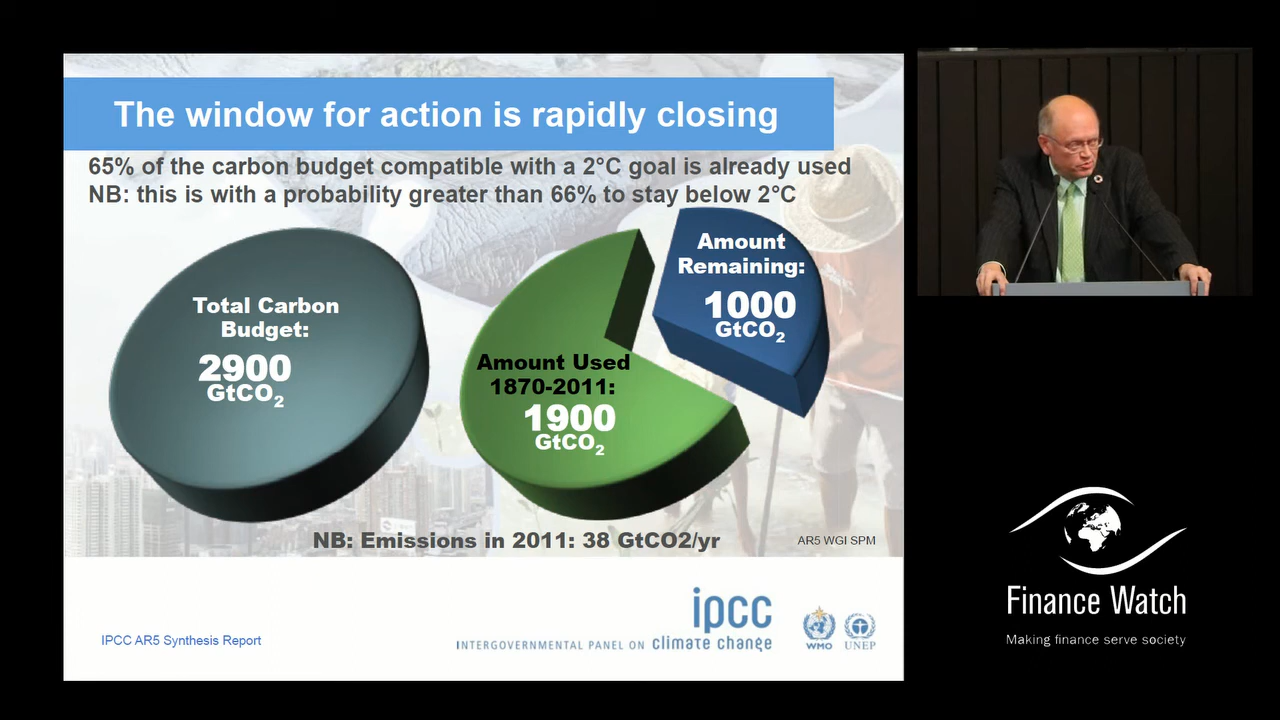 The window for action is rapidly closing
65% of the carbon budget compatible with a 2°C goal is already used
NB: this is with a probability greater than 66% to stay below 2°C
Total Carbon
Budget:
2900
GtCO₂
Amount Used
1870-2011:
1900
GtCO₂
Amount
Remaining:
1000
GtCO₂
NB: Emissions in 2011: 38 GtCO2/yr
AR5 WGI SPM
IPCC AR5 Synthesis Report
ipcc
INTERGOVERNMENTAL PANEL ON climate change
WMO
UNEP
Finance Watch
Making finance serve society